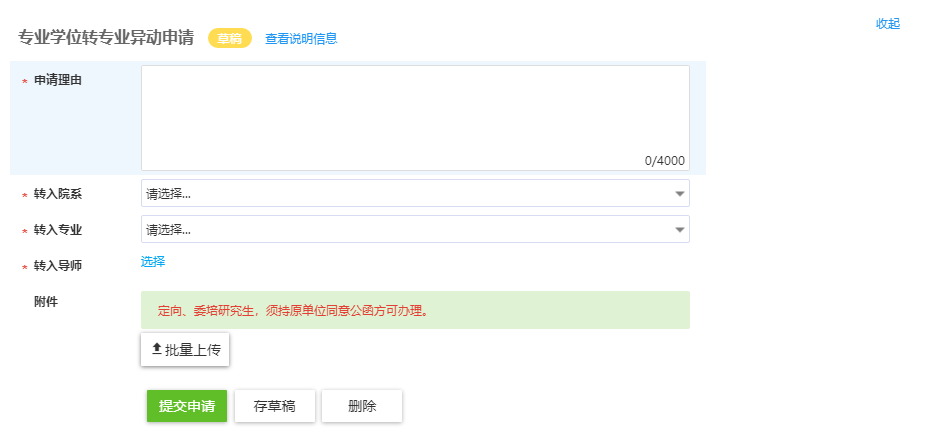 收起
专业学位转专业异动申请 草稿 查看说明信息
* 申请理由
0/4000
* 转入院系 请选择...
* 转入专业 请选择...
* 转入导师 选择
附件 定向、委培研究生，须持原单位同意公函方可办理。
批量上传
提交申请 存草稿 删除